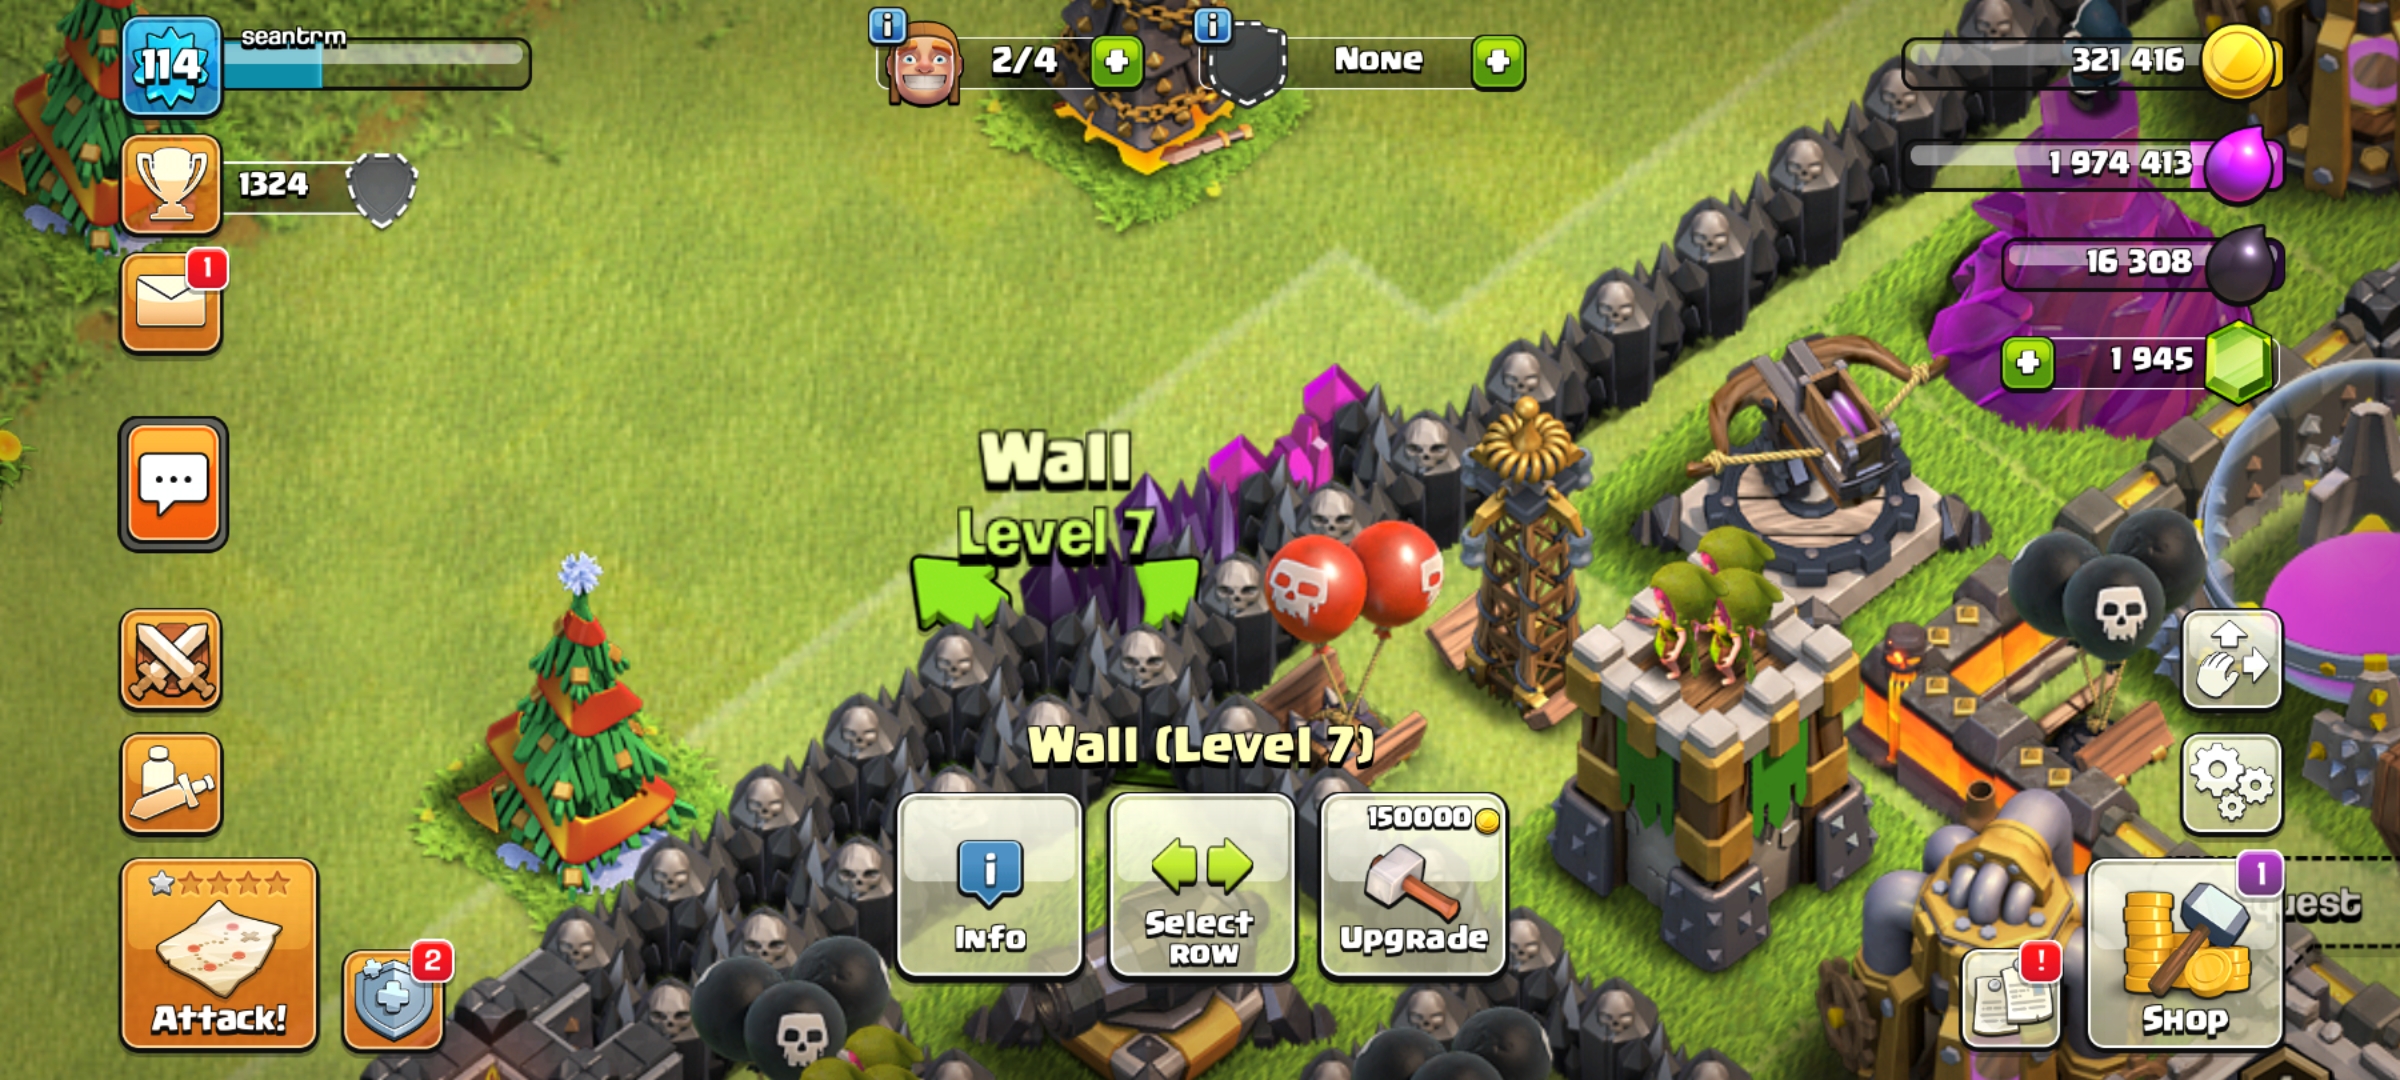 114
seantrm
2/4
None
321 416
1324
1 974 413
1
16 308
1 945
Wall
Level 7
Wall (Level 7)
150000
Info
Select
Row
Upgrade
1
2
!
Attack!
Shop